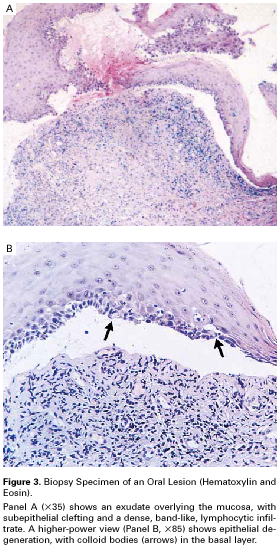 A
B
Figure 3. Biopsy Specimen of an Oral Lesion (Hematoxylin and
Eosin).
Panel A (×35) shows an exudate overlying the mucosa, with
subepithelial clefting and a dense, band-like, lymphocytic infil-
trate. A higher-power view (Panel B, ×85) shows epithelial de-
generation, with colloid bodies (arrows) in the basal layer.